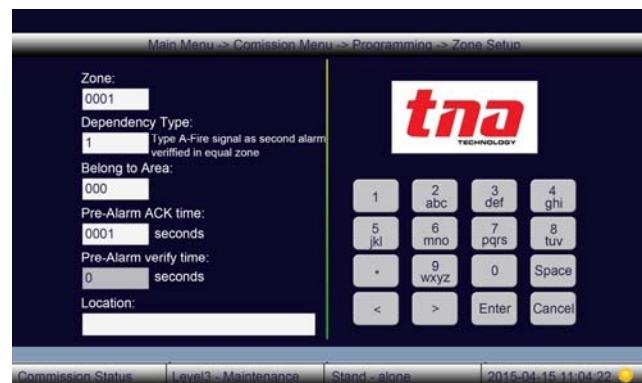 Main Menu -> Comission Menu -> Programming -> Zone Setup
Zone:
0001
Dependency Type:
1
Type A-Fire signal as second alarm
veriffied in equal zone
Belong to Area:
000
Pre-Alarm ACK time:
0001 seconds
Pre-Alarm verify time:
0 seconds
Location:
tna
TECHNOLOGY
1
2 abc
3 def
4 ghi
5 jkl
6 mno
7 pqrs
8 tuv
*
9 wxyz
0
Space
<
>
Enter
Cancel
Commission Status
Level3 - Maintenance
Stand - alone
2015-04-15 11:04:22